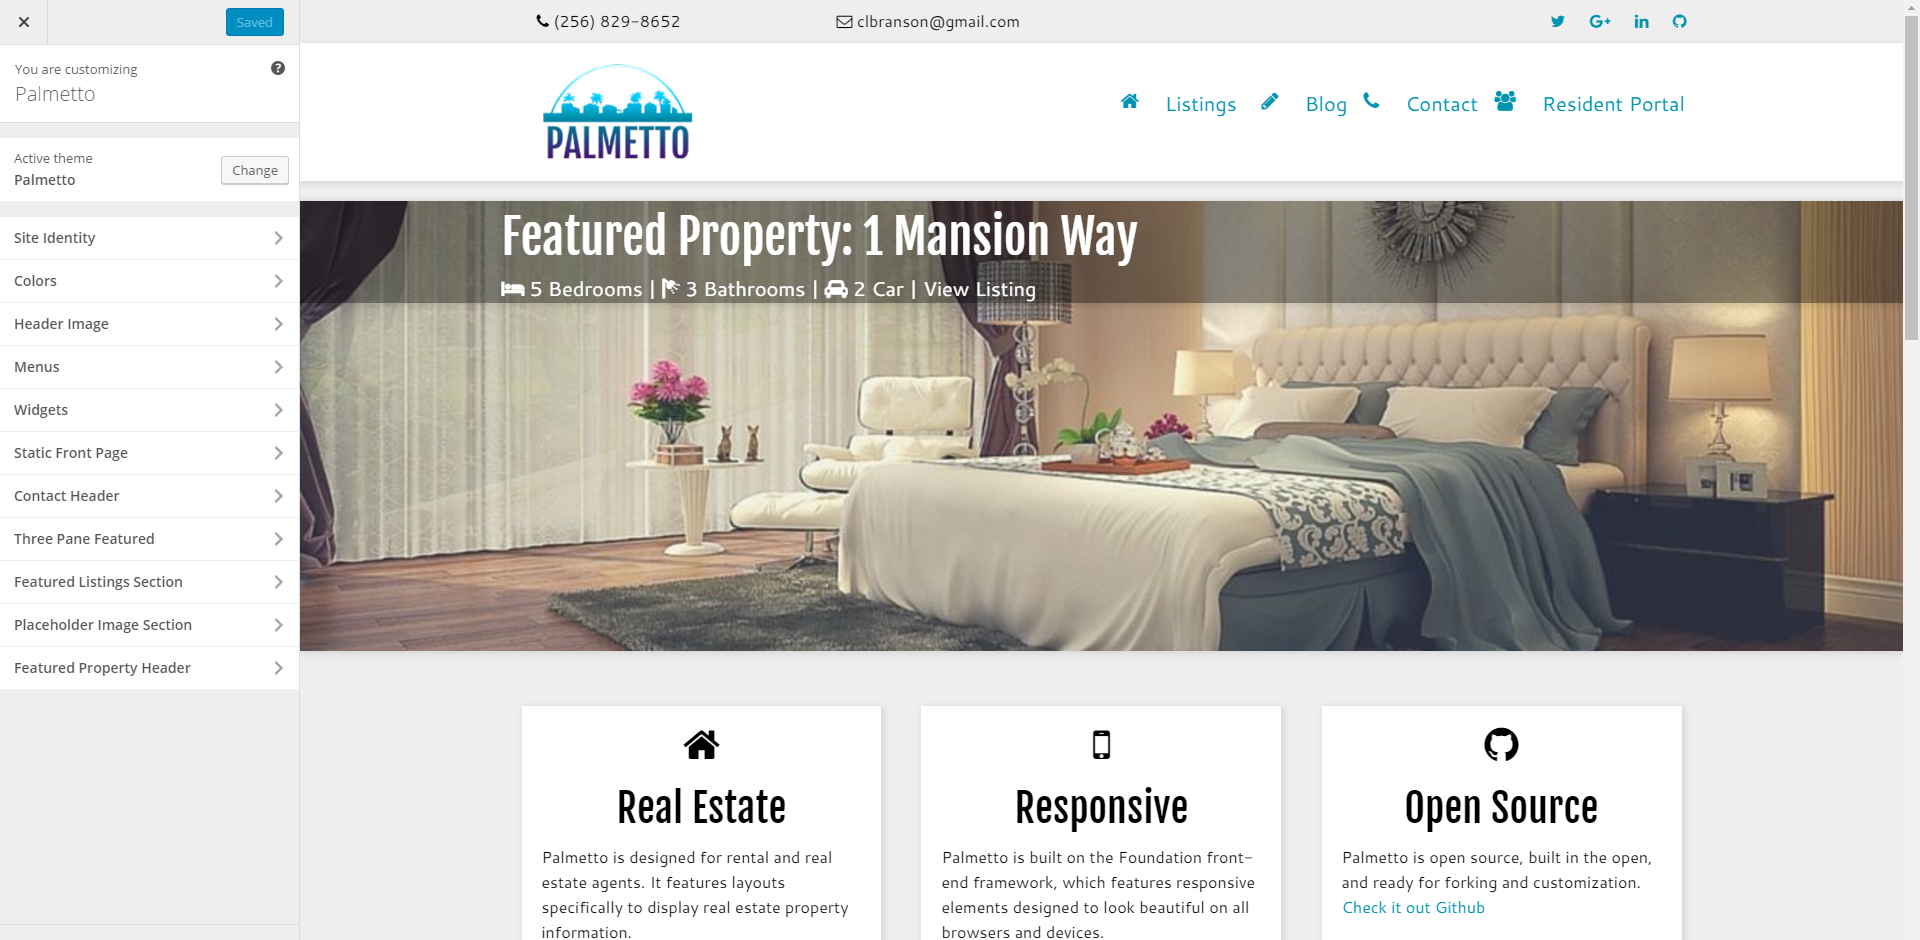 Saved
You are customizing
Palmetto
Active theme
Palmetto
Change
Site Identity
Colors
Header Image
Menus
Widgets
Static Front Page
Contact Header
Three Pane Featured
Featured Listings Section
Placeholder Image Section
Featured Property Header
(256) 829-8652
clbranson@gmail.com
PALMETTO
Listings
Blog
Contact
Resident Portal
Featured Property: 1 Mansion Way
5 Bedrooms | 3 Bathrooms | 2 Car | View Listing
Real Estate
Palmetto is designed for rental and real
estate agents. It features layouts
specifically to display real estate property
information.
Responsive
Palmetto is built on the Foundation front-
end framework, which features responsive
elements designed to look beautiful on all
browsers and devices.
Open Source
Palmetto is open source, built in the open,
and ready for forking and customization.
Check it out Github